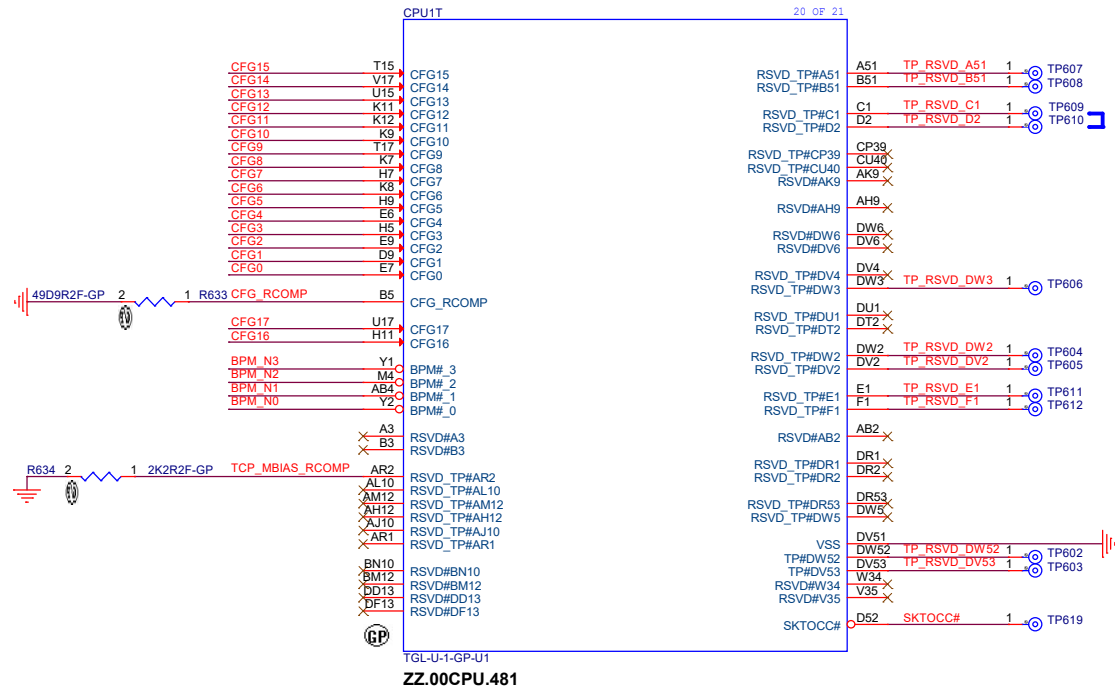 CPU1T 20 OF 21
CFG15 T15 CFG15
CFG14 V17 CFG14
CFG13 U15 CFG13
CFG12 K11 CFG12
CFG11 K12 CFG11
CFG10 K9 CFG10
CFG9 T17 CFG9
CFG8 K7 CFG8
CFG7 H7 CFG7
CFG6 K8 CFG6
CFG5 H9 CFG5
CFG4 E6 CFG4
CFG3 H5 CFG3
CFG2 E9 CFG2
CFG1 D9 CFG1
CFG0 E7 CFG0
49D9R2F-GP 2 1 R633 CFG_RCOMP B5 CFG_RCOMP
CFG17 U17 CFG17
CFG16 H11 CFG16
BPM_N3 Y1 BPM#_3
BPM_N2 M4 BPM#_2
BPM_N1 AB4 BPM#_1
BPM_N0 Y2 BPM#_0
A3 RSVD#A3
B3 RSVD#B3
R634 2 1 2K2R2F-GP TCP_MBIAS_RCOMP AR2 RSVD_TP#AR2
AL10 RSVD_TP#AL10
AM12 RSVD_TP#AM12
AH12 RSVD_TP#AH12
AJ10 RSVD_TP#AJ10
AR1 RSVD_TP#AR1
BN10 RSVD#BN10
BM12 RSVD#BM12
DD13 RSVD#DD13
DF13 RSVD#DF13
GP
RSVD_TP#A51 A51 TP_RSVD_A51 1 TP607
RSVD_TP#B51 B51 TP_RSVD_B51 1 TP608
RSVD_TP#C1 C1 TP_RSVD_C1 1 TP609
RSVD_TP#D2 D2 TP_RSVD_D2 1 TP610
RSVD_TP#CP39 CP39
RSVD_TP#CU40 CU40
RSVD#AK9 AK9
RSVD#AH9 AH9
RSVD#DW6 DW6
RSVD#DV6 DV6
RSVD_TP#DV4 DV4
RSVD_TP#DW3 DW3 TP_RSVD_DW3 1 TP606
RSVD_TP#DU1 DU1
RSVD_TP#DT2 DT2
RSVD_TP#DW2 DW2 TP_RSVD_DW2 1 TP604
RSVD_TP#DV2 DV2 TP_RSVD_DV2 1 TP605
RSVD_TP#E1 E1 TP_RSVD_E1 1 TP611
RSVD_TP#F1 F1 TP_RSVD_F1 1 TP612
RSVD#AB2 AB2
RSVD_TP#DR1 DR1
RSVD_TP#DR2 DR2
RSVD_TP#DR53 DR53
RSVD_TP#DW5 DW5
VSS DV51
TP#DW52 DW52 TP_RSVD_DW52 1 TP602
TP#DV53 DV53 TP_RSVD_DV53 1 TP603
RSVD#W34 W34
RSVD#V35 V35
SKTOCC# D52 SKTOCC# 1 TP619
TGL-U-1-GP-U1
ZZ.00CPU.481